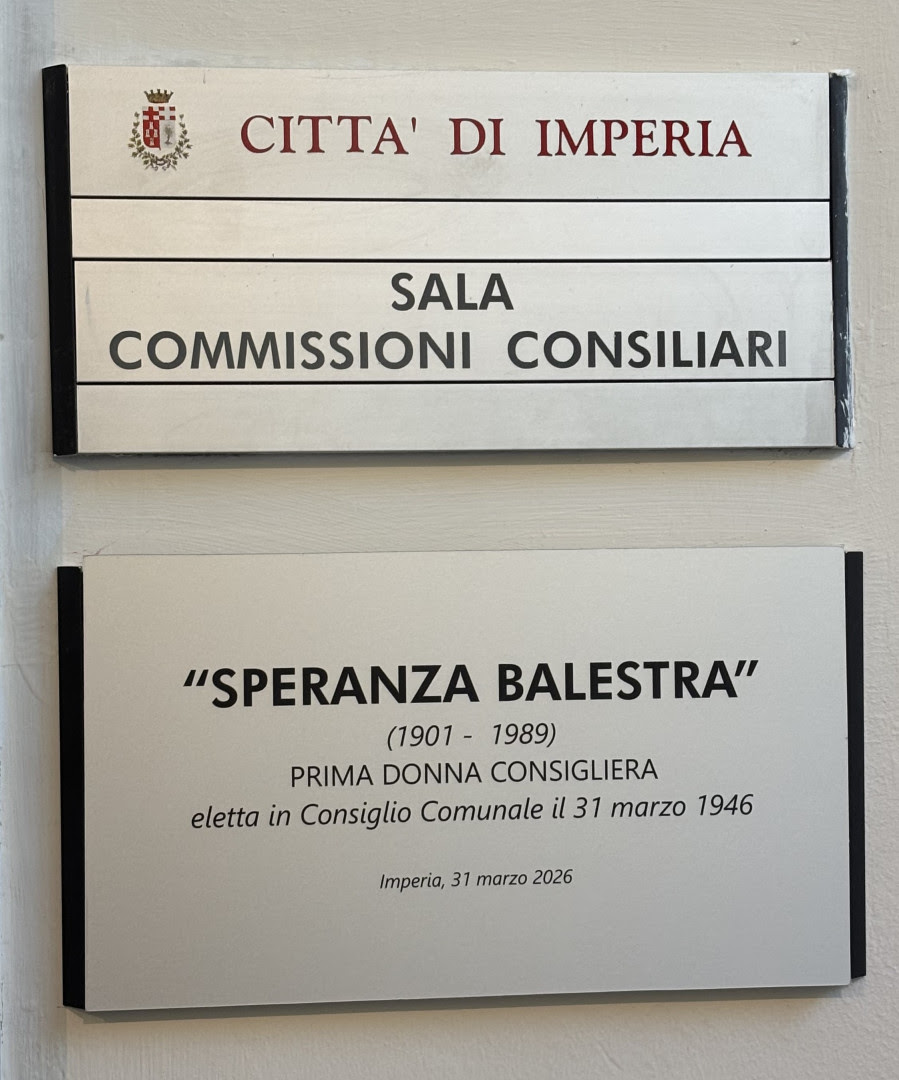 CITTA' DI IMPERIA
SALA
COMMISSIONI CONSILIARI
“SPERANZA BALESTRA”
(1901 - 1989)
PRIMA DONNA CONSIGLIERA
eletta in Consiglio Comunale il 31 marzo 1946
Imperia, 31 marzo 2026